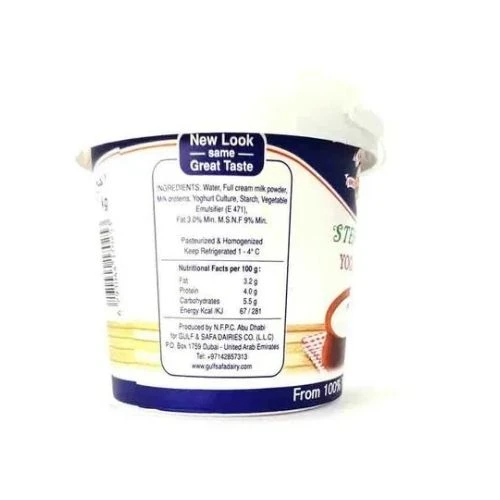 New Look
same
Great Taste
INGREDIENTS: Water, Full cream milk powder,
Milk proteins, Yoghurt Culture, Starch, Vegetable
Emulsifier (E 471),
Fat 3.0% Min. M.S.N.F 9% Min.
Pasteurized & Homogenized
Keep Refrigerated 1 - 4° C
Nutritional Facts per 100 g :
Fat 3.2 g
Protein 4.0 g
Carbohydrates 5.5 g
Energy Kcal /KJ 67 / 281
Produced by N.F.P.C. Abu Dhabi
for GULF & SAFA DAIRIES CO. (L.L.C)
P.O. Box 1759 Dubai - United Arab Emirates
Tel: +97142857313
www.gulfsafadairy.com
From 100%